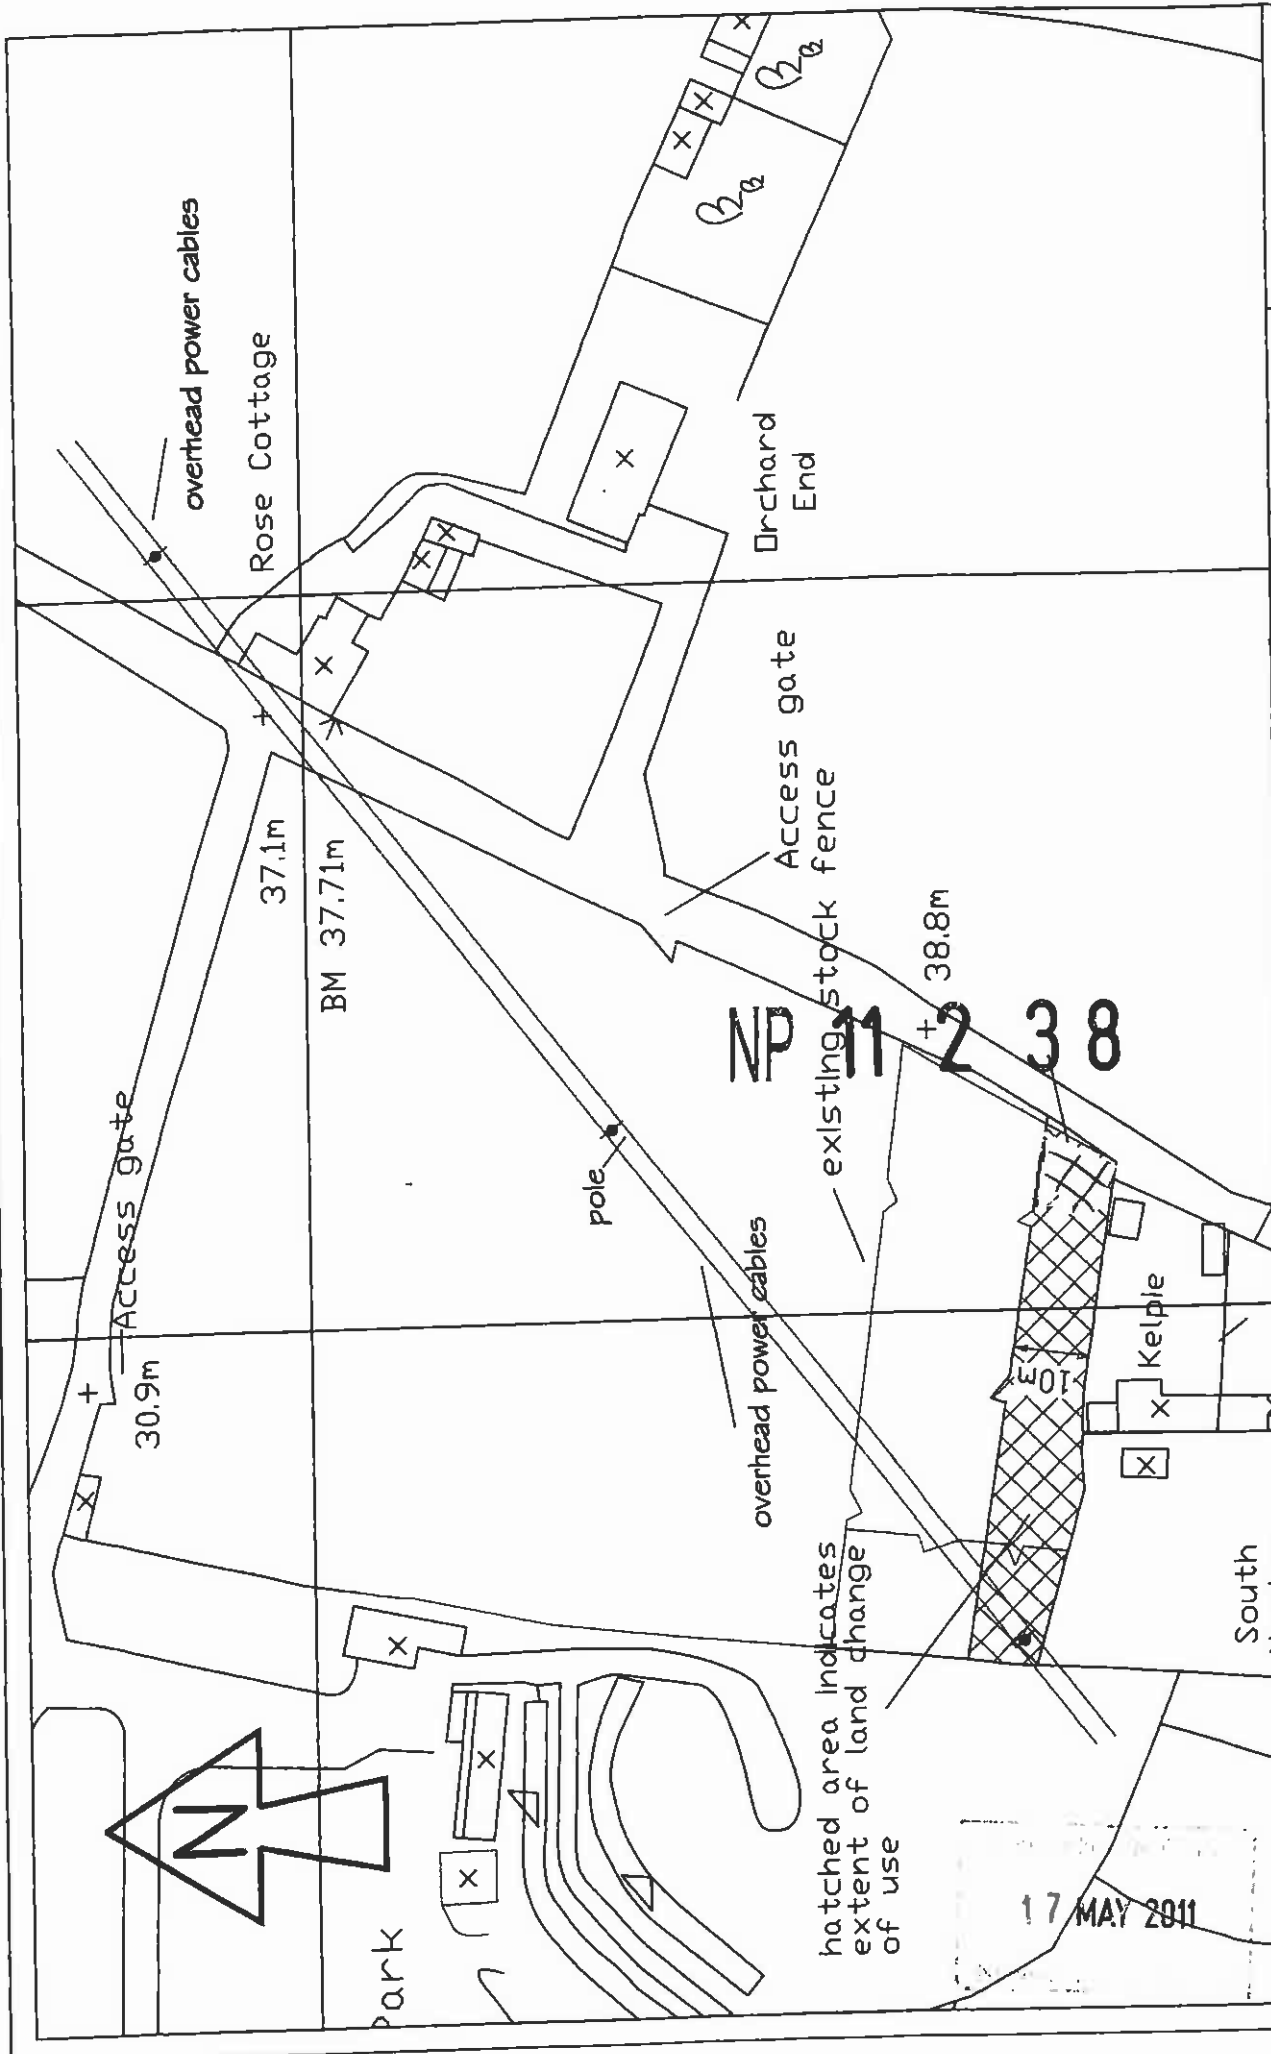 overhead power cables
Rose Cottage
37.1m
BM 37.71m
Access gate
30.9m
Orchard
End
Access gate
existing stock fence
38.8m
NP 11 2 38
pole
overhead power cables
10m
Kelpie
South
hatched area indicates
extent of land change
of use
N
Park
17 MAY 2011